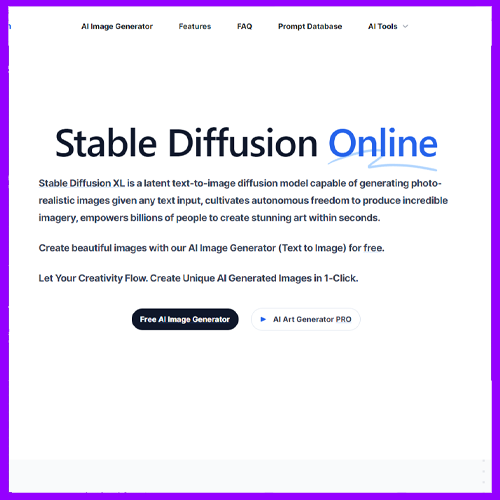 AI Image Generator Features FAQ Prompt Database AI Tools
Stable Diffusion Online
Stable Diffusion XL is a latent text-to-image diffusion model capable of generating photo-
realistic images given any text input, cultivates autonomous freedom to produce incredible
imagery, empowers billions of people to create stunning art within seconds.
Create beautiful images with our AI Image Generator (Text to Image) for free.
Let Your Creativity Flow. Create Unique AI Generated Images in 1-Click.
Free AI Image Generator AI Art Generator PRO